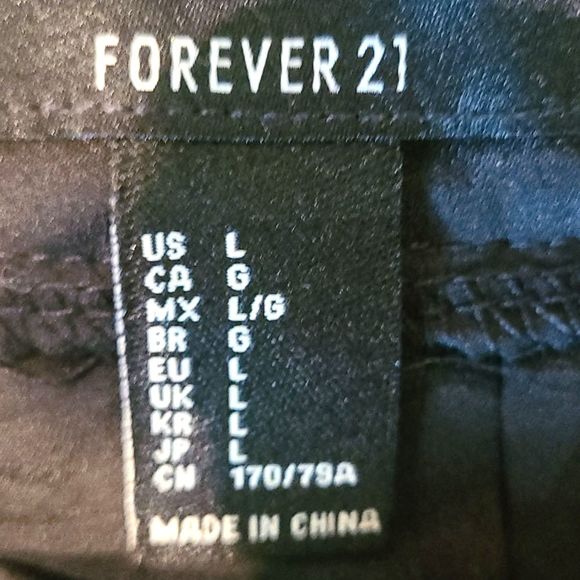 FOREVER 21
US L
CA G
MX L/G
BR G
EU L
UK L
KR L
JP L
CN 170/79A
MADE IN CHINA